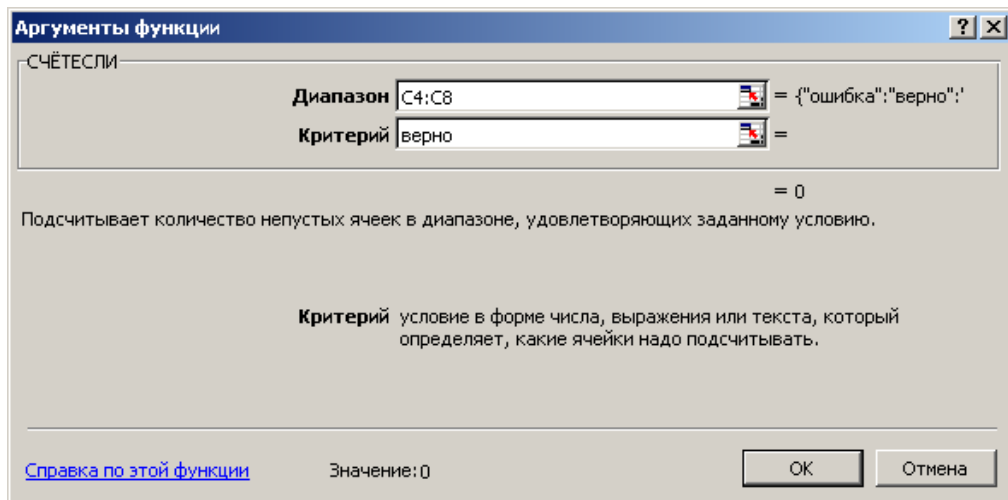 Аргументы функции
СЧЁТЕСЛИ
Диапазон C4:C8 = {"ошибка":"верно":'
Критерий верно =
= 0
Подсчитывает количество непустых ячеек в диапазоне, удовлетворяющих заданному условию.
Критерий условие в форме числа, выражения или текста, который
определяет, какие ячейки надо подсчитывать.
Справка по этой функции Значение:0 OK Отмена